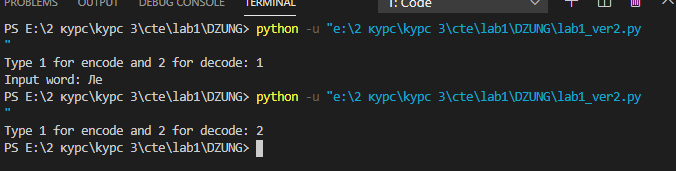 PROBLEMS OUTPUT DEBUG CONSOLE TERMINAL 1: Code
PS E:\2 курс\курс 3\cte\lab1\DZUNG> python -u "e:\2 курс\курс 3\cte\lab1\DZUNG\lab1_ver2.py
"
Type 1 for encode and 2 for decode: 1
Input word: Ле
PS E:\2 курс\курс 3\cte\lab1\DZUNG> python -u "e:\2 курс\курс 3\cte\lab1\DZUNG\lab1_ver2.py
"
Type 1 for encode and 2 for decode: 2
PS E:\2 курс\курс 3\cte\lab1\DZUNG>